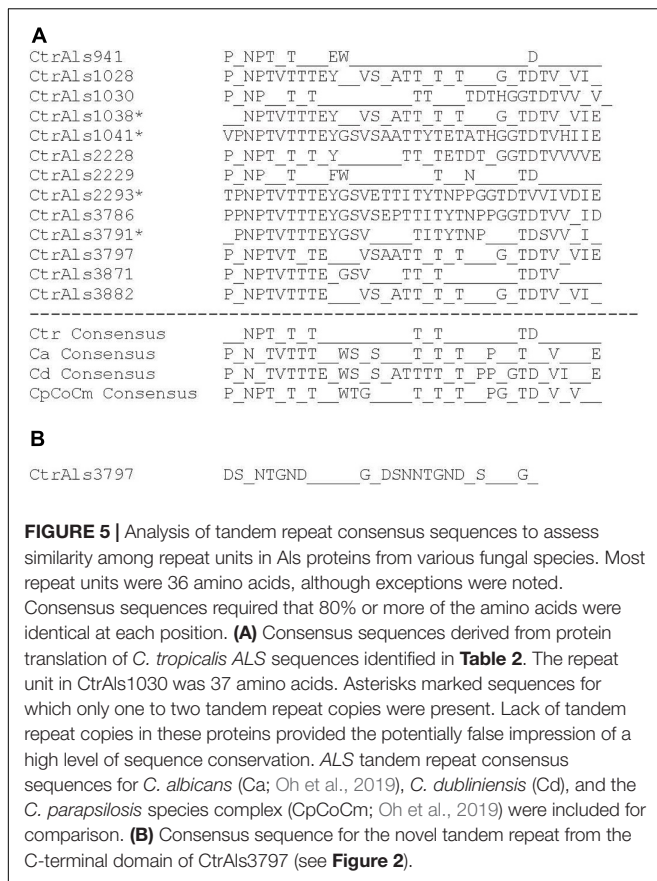 A
CtrAls941 P_NPT_T___EW_________________D______
CtrAls1028 P_NPTVTTTEY__VS_ATT_T_T___G_TDTV_VI_
CtrAls1030 P_NP__T_T_________TT___TDTHGGTDTVV_V_
CtrAls1038* __NPTVTTTEY__VS_ATT_T_T___G_TDTV_VIE
CtrAls1041* VPNPTVTTTEYGSVSAATTYTETATHGGTDTVHIIE
CtrAls2228 P_NPT_T_T_Y______TT_TETDT_GGTDTVVVVE
CtrAls2229 P_NP__T___FW________T__N____TD______
CtrAls2293* TPNPTVTTTEYGSVETTITYTNPPGGTDTVVIVDIE
CtrAls3786 PPNPTVTTTEYGSVSEPTTITYTNPPGGTDTVV_ID
CtrAls3791* _PNPTVTTTEYGSV____TITYTNP___TDSVV_I_
CtrAls3797 P_NPTVT_TE___VSAATT_T_T___G_TDTV_VIE
CtrAls3871 P_NPTVTTTE_GSV___TT_T_______TDTV____
CtrAls3882 P_NPTVTTTE___VS_ATT_T_T___G_TDTV_VI_
Ctr Consensus __NPT_T_T_________T_T_______TD______
Ca Consensus P_N_TVTTT__WS_S___T_T_T__P__T__V___E
Cd Consensus P_N_TVTTTE_WS_S_ATTTT_T_PP_GTD_VI__E
CpCoCm Consensus P_NPT_T_T__WTG____T_T_T__PG_TD_V_V__
B
CtrAls3797 DS_NTGND_____G_DSNNTGND_S___G_
FIGURE 5 | Analysis of tandem repeat consensus sequences to assess
similarity among repeat units in Als proteins from various fungal species. Most
repeat units were 36 amino acids, although exceptions were noted.
Consensus sequences required that 80% or more of the amino acids were
identical at each position. (A) Consensus sequences derived from protein
translation of C. tropicalis ALS sequences identified in Table 2. The repeat
unit in CtrAls1030 was 37 amino acids. Asterisks marked sequences for
which only one to two tandem repeat copies were present. Lack of tandem
repeat copies in these proteins provided the potentially false impression of a
high level of sequence conservation. ALS tandem repeat consensus
sequences for C. albicans (Ca; Oh et al., 2019), C. dubliniensis (Cd), and the
C. parapsilosis species complex (CpCoCm; Oh et al., 2019) were included for
comparison. (B) Consensus sequence for the novel tandem repeat from the
C-terminal domain of CtrAls3797 (see Figure 2).